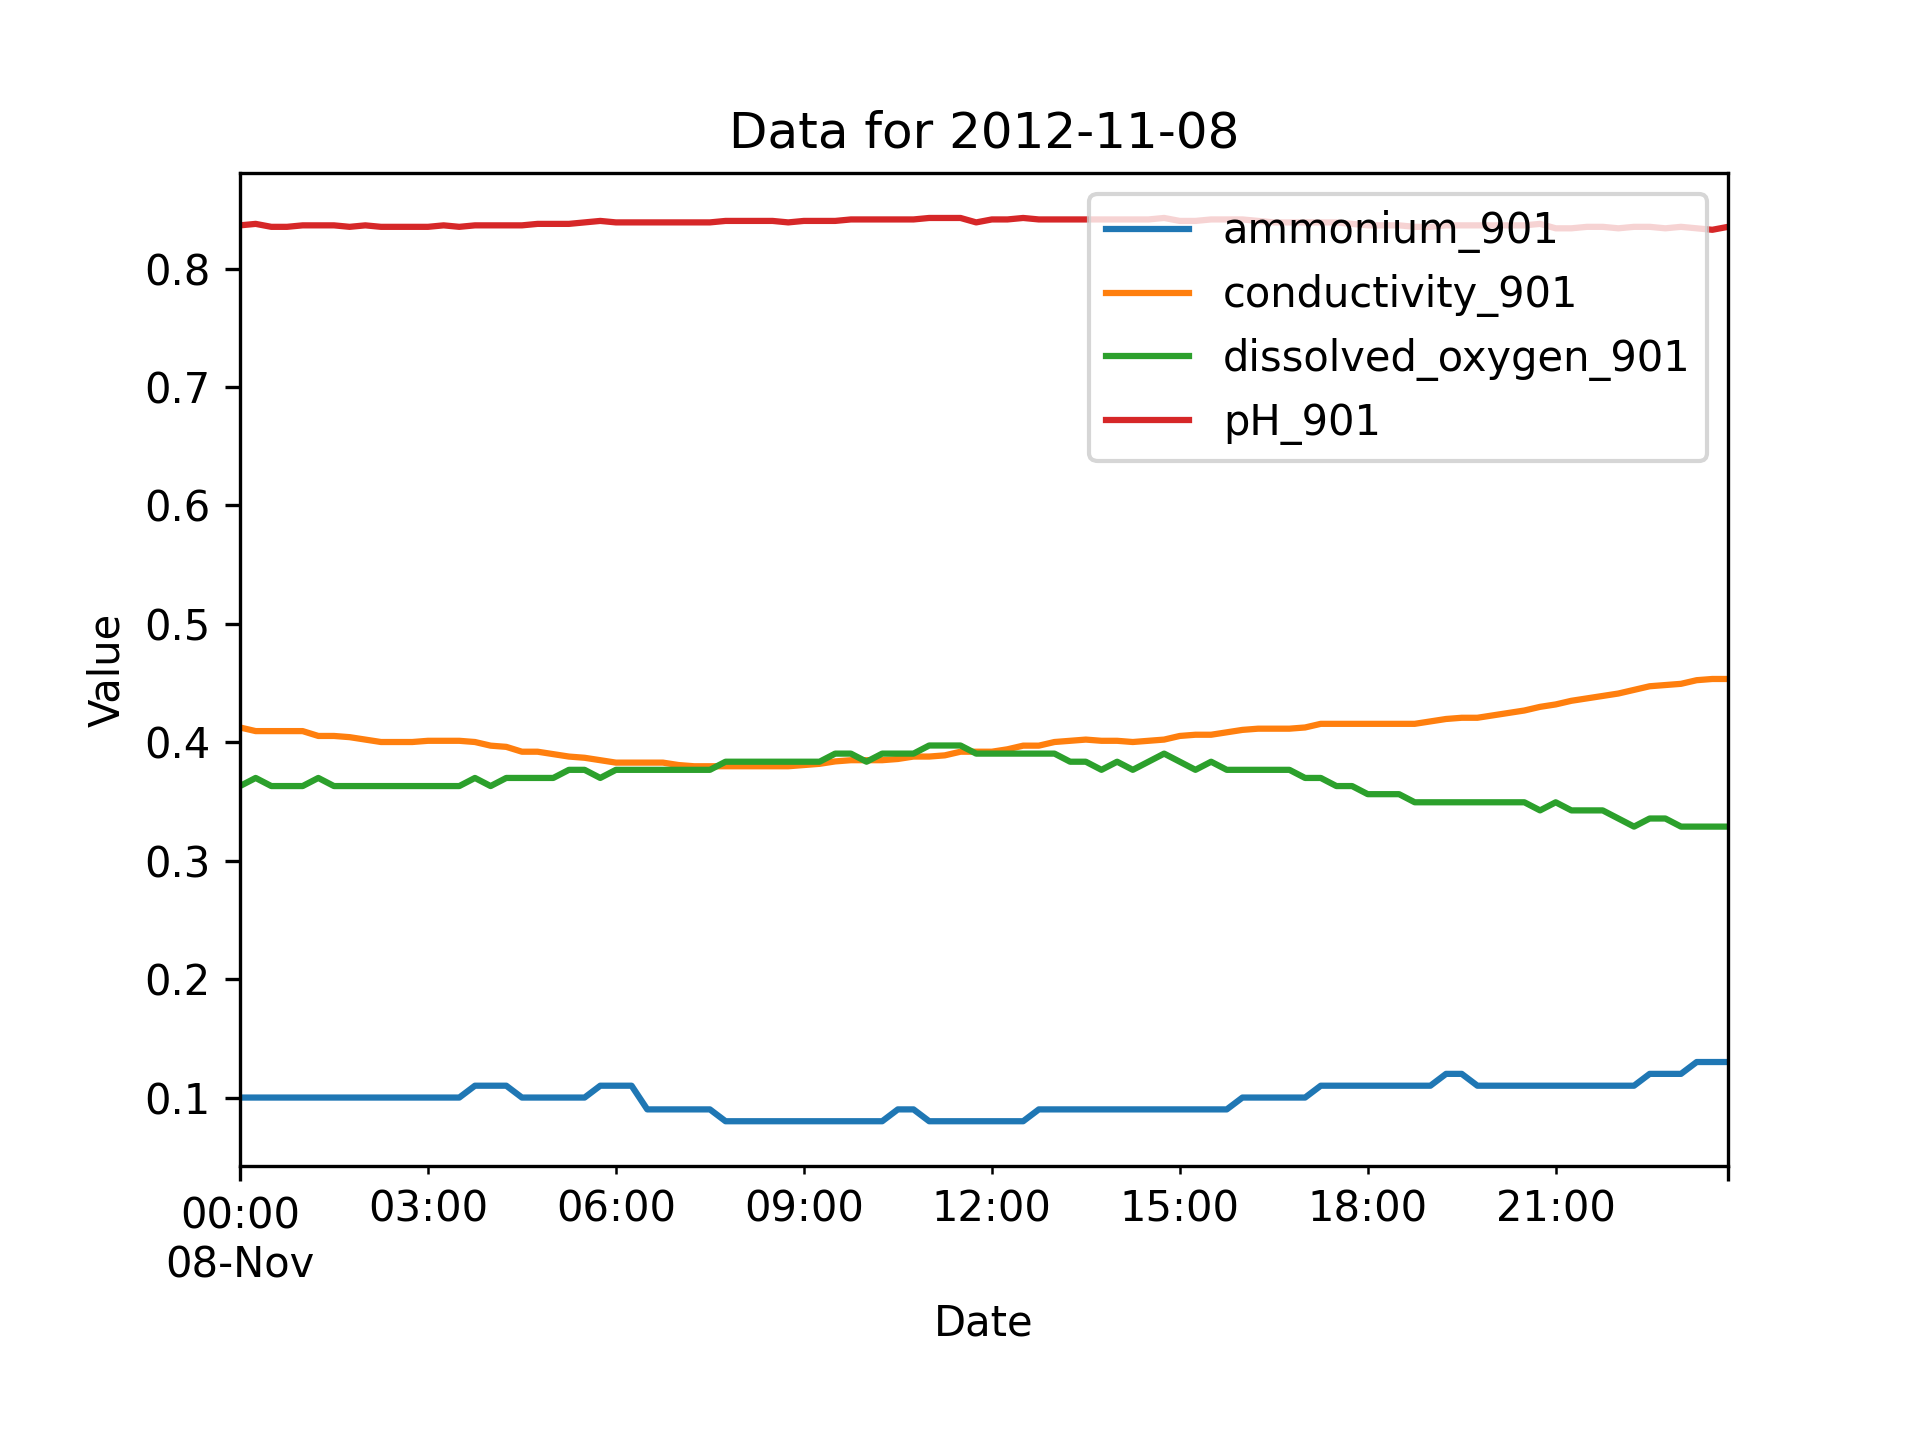 Data for 2012-11-08
ammonium_901
conductivity_901
dissolved_oxygen_901
pH_901
Value
0.8
0.7
0.6
0.5
0.4
0.3
0.2
0.1
00:00 03:00 06:00 09:00 12:00 15:00 18:00 21:00
08-Nov
Date